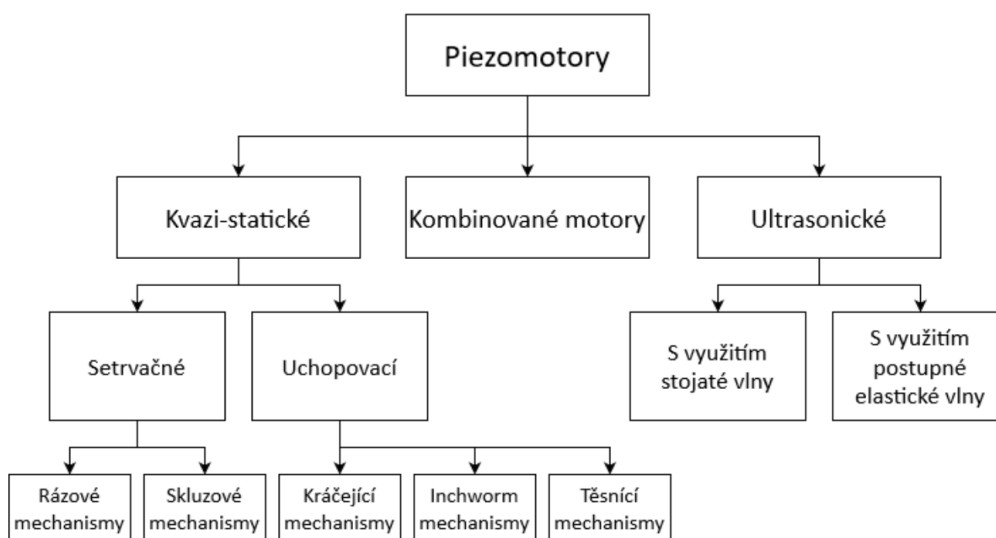 Piezomotory
Kvazi-statické
Kombinované motory
Ultrasonické
Setrvačné
Uchopovací
S využitím
stojaté vlny
S využitím
postupné
elastické vlny
Rázové
mechanismy
Skluzové
mechanismy
Kráčející
mechanismy
Inchworm
mechanismy
Těsnící
mechanismy